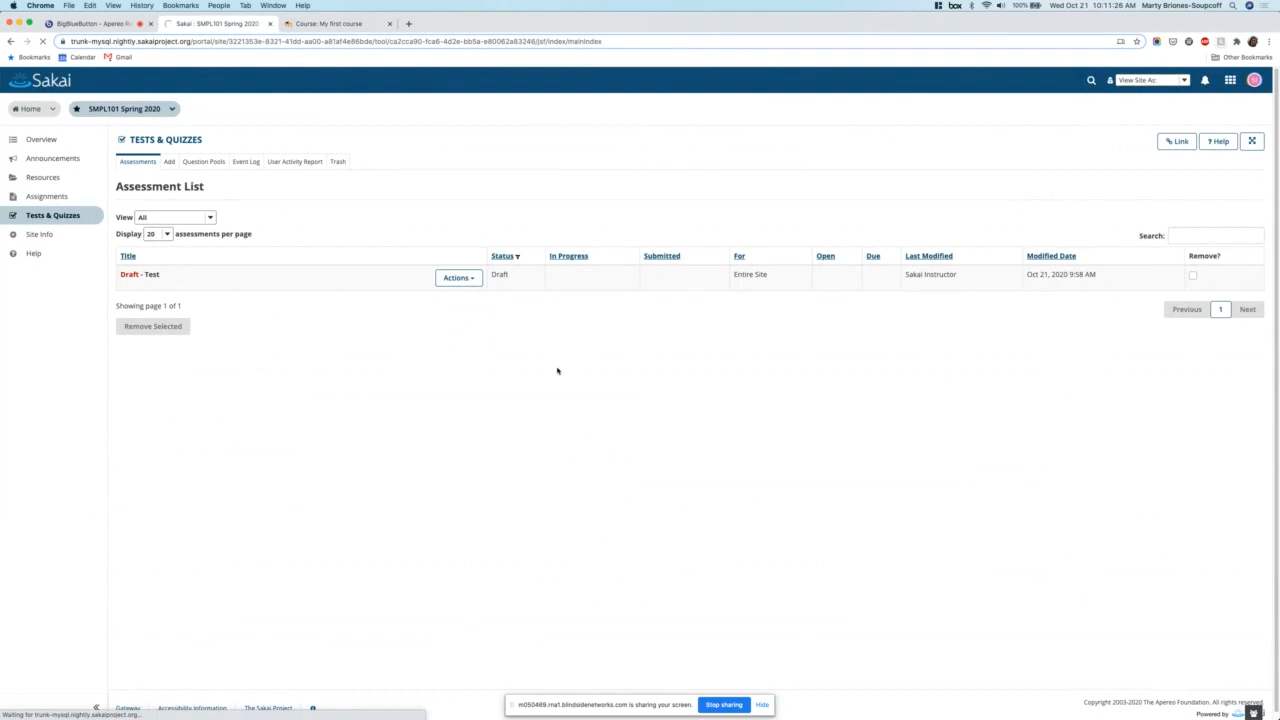 Chrome File Edit View History Bookmarks People Tab Window Help
box 100% Wed Oct 21 10:11:26 AM Marty Briones-Soupcoff
BigBlueButton - Apereo R
Sakai : SMPL101 Spring 2020
Course: My first course
trunk-mysql.nightly.sakaiproject.org/portal/site/3221353e-8321-41dd-aa00-a81af4e86bde/tool/ca2cca90-fca6-4d2e-bb5a-e80062a83246/jsf/index/mainIndex
Bookmarks Calendar Gmail Other Bookmarks
Sakai View Site As: SI
Home SMPL101 Spring 2020
Overview
Announcements
Resources
Assignments
Tests & Quizzes
Site Info
Help
TESTS & QUIZZES
Link ? Help
Assessments Add Question Pools Event Log User Activity Report Trash
Assessment List
View All
Display 20 assessments per page
Search:
Title Status In Progress Submitted For Open Due Last Modified Modified Date Remove?
Draft - Test Actions Draft Entire Site Sakai Instructor Oct 21, 2020 9:58 AM
Showing page 1 of 1
Previous 1 Next
Remove Selected
m050469.rna1.blindsidenetworks.com is sharing your screen. Stop sharing Hide
Gateway Accessibility Information The Sakai Project
Copyright 2003-2020 The Apereo Foundation. All rights reserved
Powered by
Waiting for trunk-mysql.nightly.sakaiproject.org...